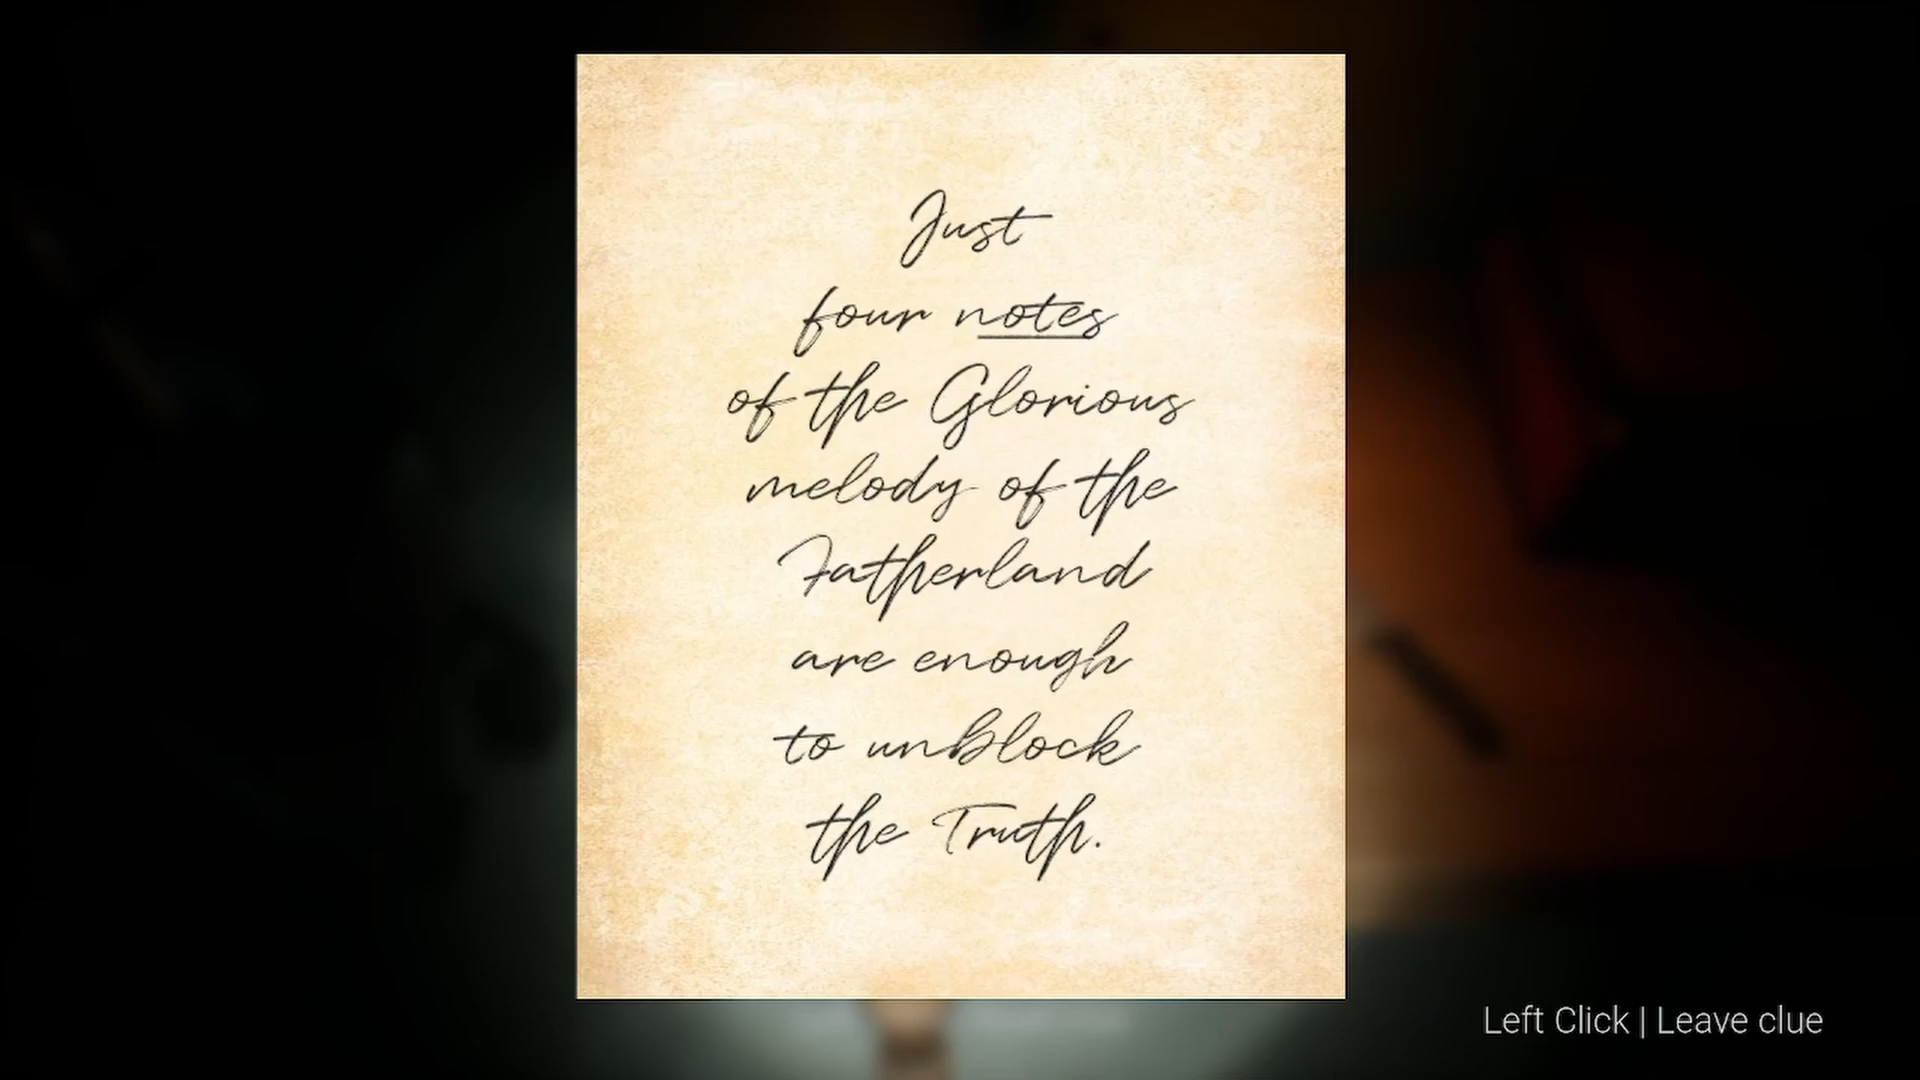 Just
four notes
of the Glorious
melody of the
Fatherland
are enough
to unblock
the Truth.
Left Click | Leave clue